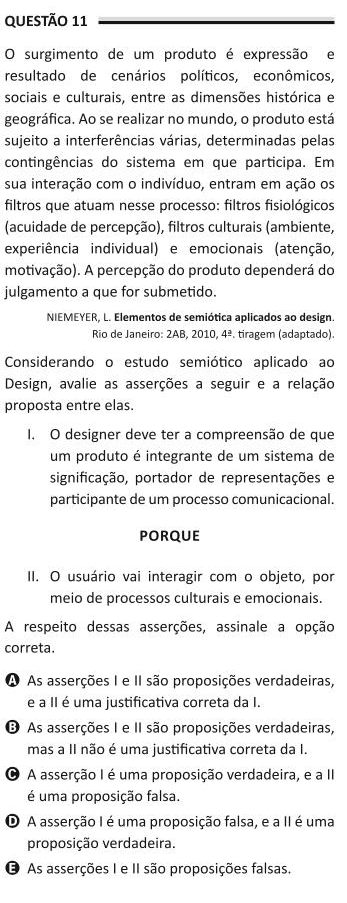 QUESTÃO 11
O surgimento de um produto é expressão e
resultado de cenários políticos, econômicos,
sociais e culturais, entre as dimensões histórica e
geográfica. Ao se realizar no mundo, o produto está
sujeito a interferências várias, determinadas pelas
contingências do sistema em que participa. Em
sua interação com o indivíduo, entram em ação os
filtros que atuam nesse processo: filtros fisiológicos
(acuidade de percepção), filtros culturais (ambiente,
experiência individual) e emocionais (atenção,
motivação). A percepção do produto dependerá do
julgamento a que for submetido.
NIEMEYER, L. Elementos de semiótica aplicados ao design.
Rio de Janeiro: 2AB, 2010, 4ª. tiragem (adaptado).
Considerando o estudo semiótico aplicado ao
Design, avalie as asserções a seguir e a relação
proposta entre elas.
I. O designer deve ter a compreensão de que
um produto é integrante de um sistema de
significação, portador de representações e
participante de um processo comunicacional.
PORQUE
II. O usuário vai interagir com o objeto, por
meio de processos culturais e emocionais.
A respeito dessas asserções, assinale a opção
correta.
A As asserções I e II são proposições verdadeiras,
e a II é uma justificativa correta da I.
B As asserções I e II são proposições verdadeiras,
mas a II não é uma justificativa correta da I.
C A asserção I é uma proposição verdadeira, e a II
é uma proposição falsa.
D A asserção I é uma proposição falsa, e a II é uma
proposição verdadeira.
E As asserções I e II são proposições falsas.